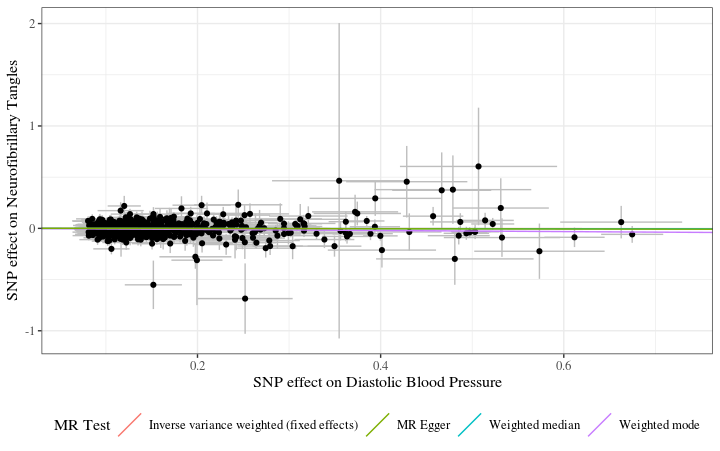 2
1
0
-1
SNP effect on Neurofibrillary Tangles
0.2 0.4 0.6
SNP effect on Diastolic Blood Pressure
MR Test Inverse variance weighted (fixed effects) MR Egger Weighted median Weighted mode